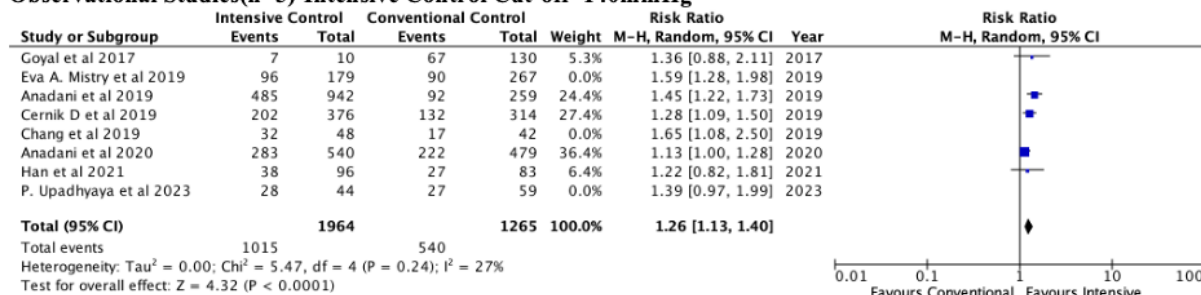 Observational Studies(n=5) Intensive Control Cut-off=140mmHg
Intensive Control Conventional Control Risk Ratio Risk Ratio
Study or Subgroup Events Total Events Total Weight M-H, Random, 95% CI Year M-H, Random, 95% CI
Goyal et al 2017 7 10 67 130 5.3% 1.36 [0.88, 2.11] 2017
Eva A. Mistry et al 2019 96 179 90 267 0.0% 1.59 [1.28, 1.98] 2019
Anadani et al 2019 485 942 92 259 24.4% 1.45 [1.22, 1.73] 2019
Cernik D et al 2019 202 376 132 314 27.4% 1.28 [1.09, 1.50] 2019
Chang et al 2019 32 48 17 42 0.0% 1.65 [1.08, 2.50] 2019
Anadani et al 2020 283 540 222 479 36.4% 1.13 [1.00, 1.28] 2020
Han et al 2021 38 96 27 83 6.4% 1.22 [0.82, 1.81] 2021
P. Upadhyaya et al 2023 28 44 27 59 0.0% 1.39 [0.97, 1.99] 2023
Total (95% CI) 1964 1265 100.0% 1.26 [1.13, 1.40]
Total events 1015 540
Heterogeneity: Tau² = 0.00; Chi² = 5.47, df = 4 (P = 0.24); I² = 27%
Test for overall effect: Z = 4.32 (P < 0.0001)
0.01 0.1 1 10 100
Favours Conventional Favours Intensive